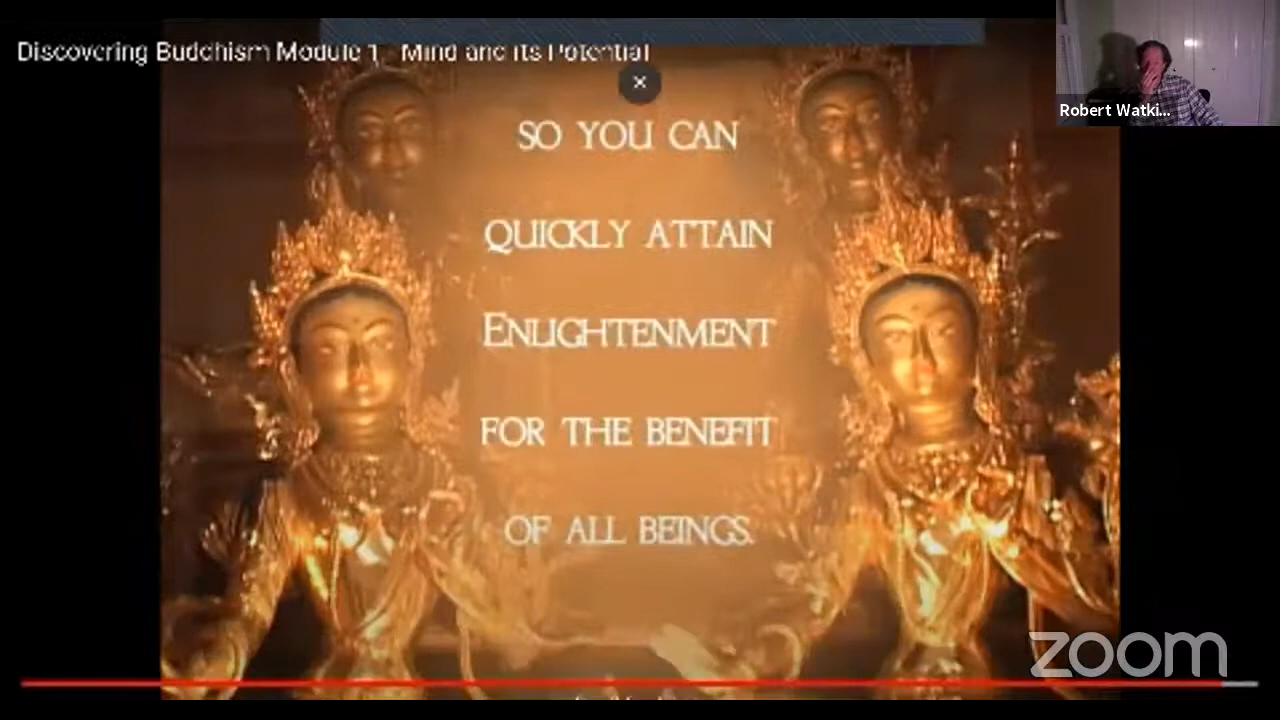 Discovering Buddhism Module 1 - Mind and its Potential
Robert Watki...
SO YOU CAN
QUICKLY ATTAIN
ENLIGHTENMENT
FOR THE BENEFIT
OF ALL BEINGS.
zoom